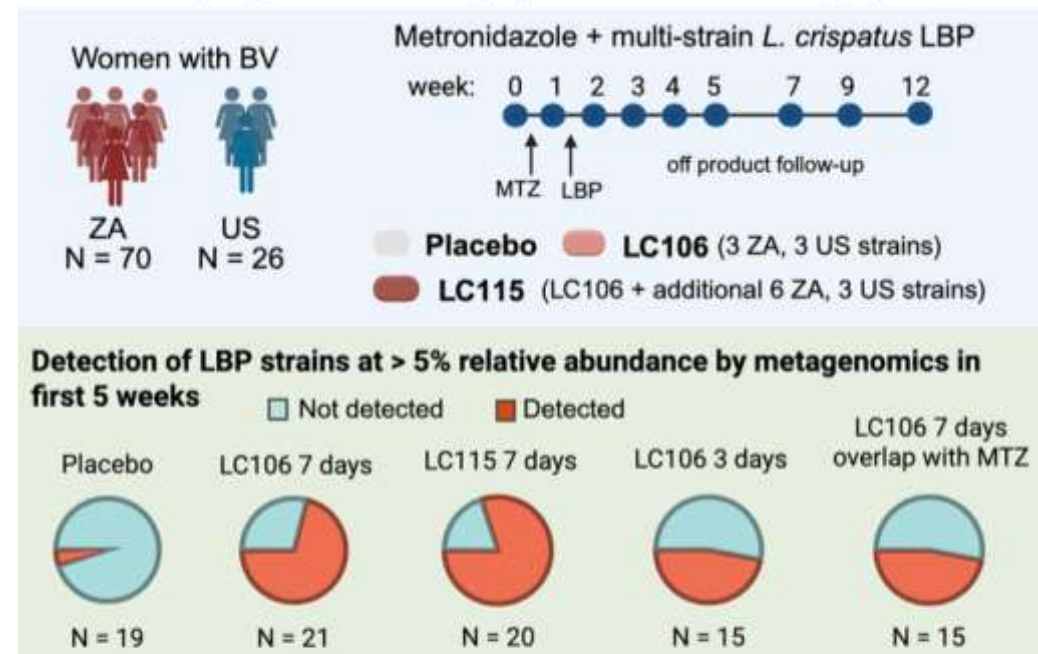 Women with BV
ZA
N = 70
US
N = 26
Metronidazole + multi-strain L. crispatus LBP
week: 0 1 2 3 4 5 7 9 12
MTZ LBP
off product follow-up
Placebo LC106 (3 ZA, 3 US strains)
LC115 (LC106 + additional 6 ZA, 3 US strains)
Detection of LBP strains at > 5% relative abundance by metagenomics in
first 5 weeks
Not detected Detected
Placebo
N = 19
LC106 7 days
N = 21
LC115 7 days
N = 20
LC106 3 days
N = 15
LC106 7 days
overlap with MTZ
N = 15